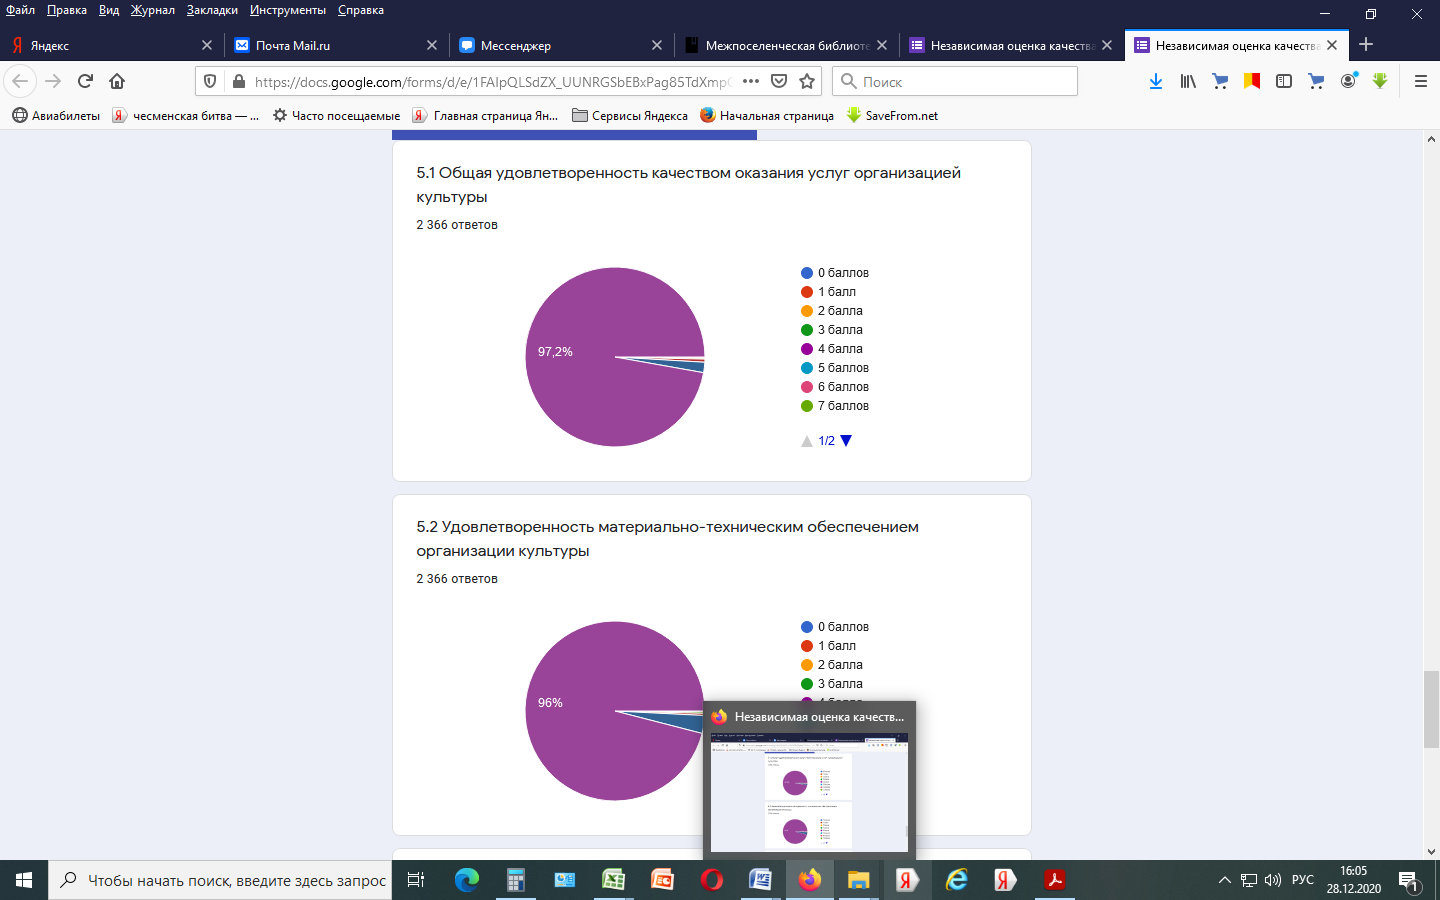 Файл Правка Вид Журнал Закладки Инструменты Справка
Яндекс
Почта Mail.ru
Мессенджер
Межпоселенческая библиоте
Независимая оценка качества
Независимая оценка качества
https://docs.google.com/forms/d/e/1FAIpQLSdZX_UUNRGSbEBxPag85TdXmp
Поиск
Авиабилеты
чесменская битва — ...
Часто посещаемые
Главная страница Ян...
Сервисы Яндекса
Начальная страница
SaveFrom.net
5.1 Общая удовлетворенность качеством оказания услуг организацией
культуры
2 366 ответов
97,2%
0 баллов
1 балл
2 балла
3 балла
4 балла
5 баллов
6 баллов
7 баллов
1/2
5.2 Удовлетворенность материально-техническим обеспечением
организации культуры
2 366 ответов
96%
0 баллов
1 балл
2 балла
3 балла
Независимая оценка качеств...
Чтобы начать поиск, введите здесь запрос
РУС
16:05
28.12.2020
1